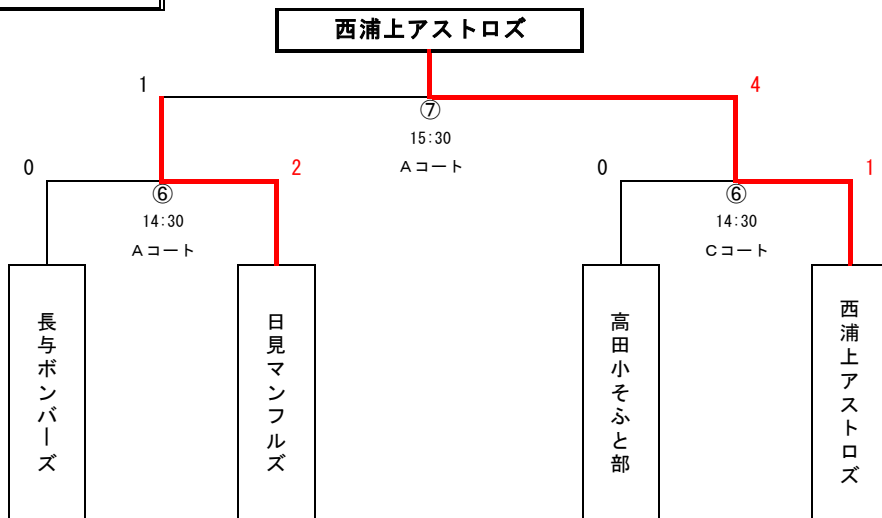 西浦上アストロズ
1
4
⑦
15:30
Aコート
0
2
0
1
⑥
⑥
14:30
14:30
Aコート
Cコート
長与ボンバーズ
日見マンフルズ
高田小そふと部
西浦上アストロズ